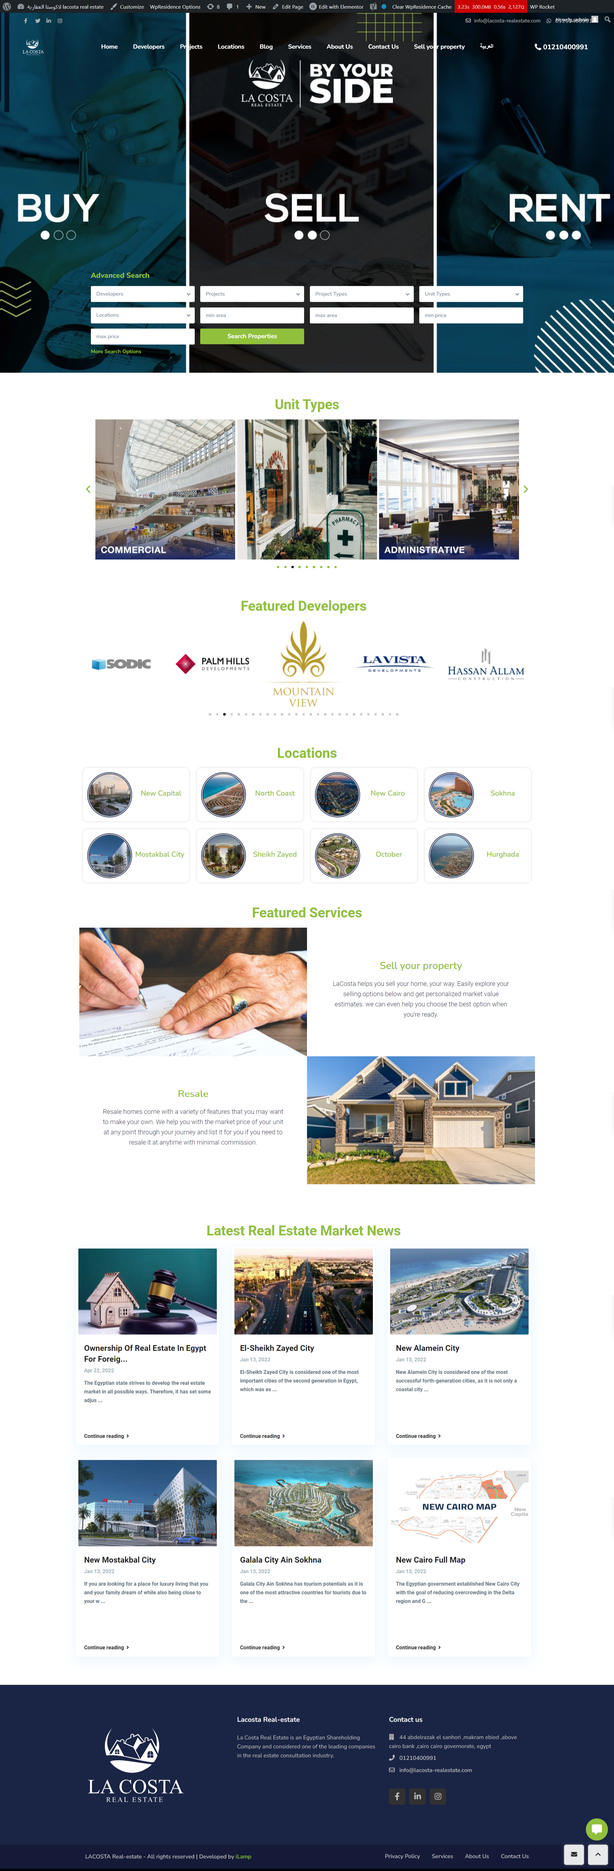 لاكوستا العقارية lacosta real estate Customize WpResidence Options 8 1 New Edit Page Edit with Elementor Clear WpResidence Cache 3.23s 300.0MB 0.56s 2,127Q WP Rocket
info@lacosta-realestate.com
Home Developers Projects Locations Blog Services About Us Contact Us Sell your property العربية 01210400991
LA COSTA
REAL ESTATE
LA COSTA
REAL ESTATE
BY YOUR
SIDE
BUY SELL RENT
Advanced Search
Developers Projects Project Types Unit Types
Locations min area max area min price
max price Search Properties
More Search Options
Unit Types
PHARMACY
COMMERCIAL ADMINISTRATIVE
Featured Developers
SODIC
PALM HILLS
DEVELOPMENTS
MOUNTAIN
VIEW
LAVISTA
DEVELOPMENTS
HASSAN ALLAM
CONSTRUCTION
Locations
New Capital North Coast New Cairo Sokhna
Mostakbal City Sheikh Zayed October Hurghada
Featured Services
Sell your property
LaCosta helps you sell your home, your way. Easily explore your
selling options below and get personalized market value
estimates. we can even help you choose the best option when
you're ready.
Resale
Resale homes come with a variety of features that you may want
to make your own. We help you with the market price of your unit
at any point through your journey and list it for you if you need to
resale it at anytime with minimal commission.
Latest Real Estate Market News
Ownership Of Real Estate In Egypt
For Foreig...
Apr 22, 2022
The Egyptian state strives to develop the real estate
market in all possible ways. Therefore, it has set some
adjus ...
Continue reading
El-Sheikh Zayed City
Jan 13, 2022
El-Sheikh Zayed City is considered one of the most
important cities of the second generation in Egypt,
which was es ...
Continue reading
New Alamein City
Jan 13, 2022
New Alamein City is considered one of the most
successful forth-generation cities, as it is not only a
coastal city ...
Continue reading
New Mostakbal City
Jan 13, 2022
If you are looking for a place for luxury living that you
and your family dream of while also being close to
your w ...
Continue reading
Galala City Ain Sokhna
Jan 13, 2022
Galala City Ain Sokhna has tourism potentials as it is
one of the most attractive countries for tourists due to
the ...
Continue reading
NEW CAIRO MAP
New
Capita
New Cairo Full Map
Jan 13, 2022
The Egyptian government established New Cairo City
with the goal of reducing overcrowding in the Delta
region and G ...
Continue reading
LA COSTA
REAL ESTATE
Lacosta Real-estate
La Costa Real Estate is an Egyptian Shareholding
Company and considered one of the leading companies
in the real estate consultation industry.
Contact us
44 abdelrazak el sanhori ,makram ebied ,above
cairo bank ,cairo cairo governorate, egypt
01210400991
info@lacosta-realestate.com
LACOSTA Real-estate - All rights reserved | Developed by iLamp
Privacy Policy Services About Us Contact Us